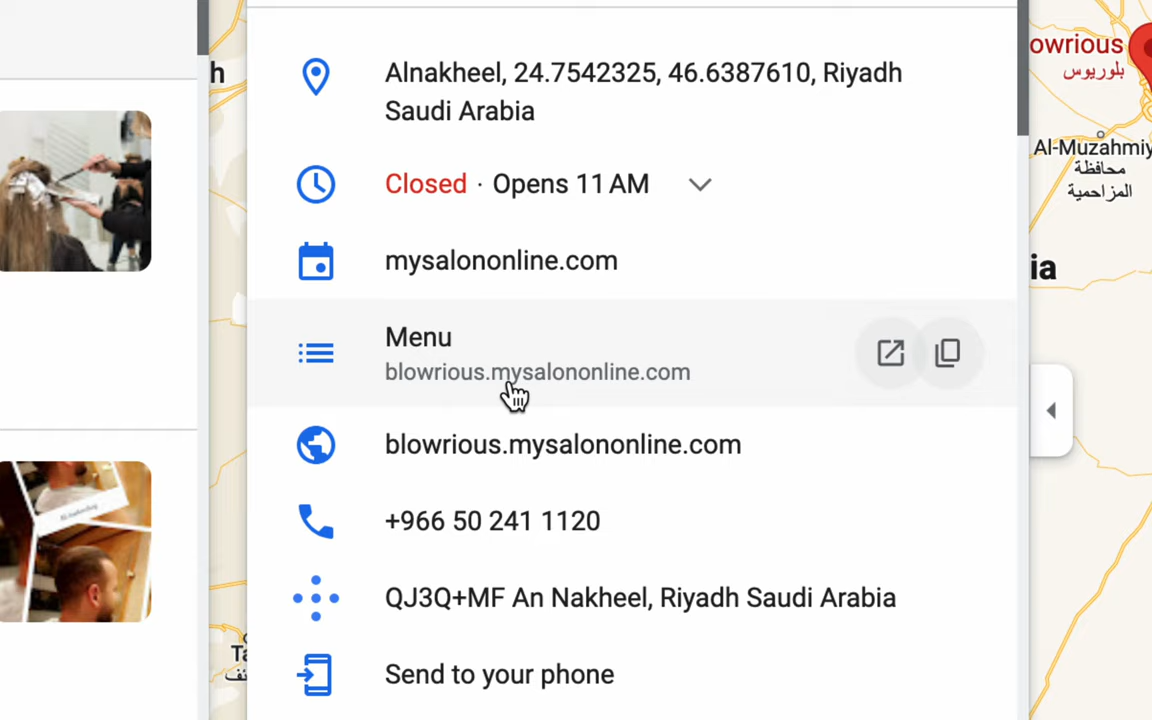 h
Alnakheel, 24.7542325, 46.6387610, Riyadh
Saudi Arabia
Closed · Opens 11 AM
mysalononline.com
Menu
blowrious.mysalononline.com
blowrious.mysalononline.com
+966 50 241 1120
QJ3Q+MF An Nakheel, Riyadh Saudi Arabia
Send to your phone
owrious
بلوريوس
Al-Muzahmiy
محافظة
المزاحمية
ia
Ta